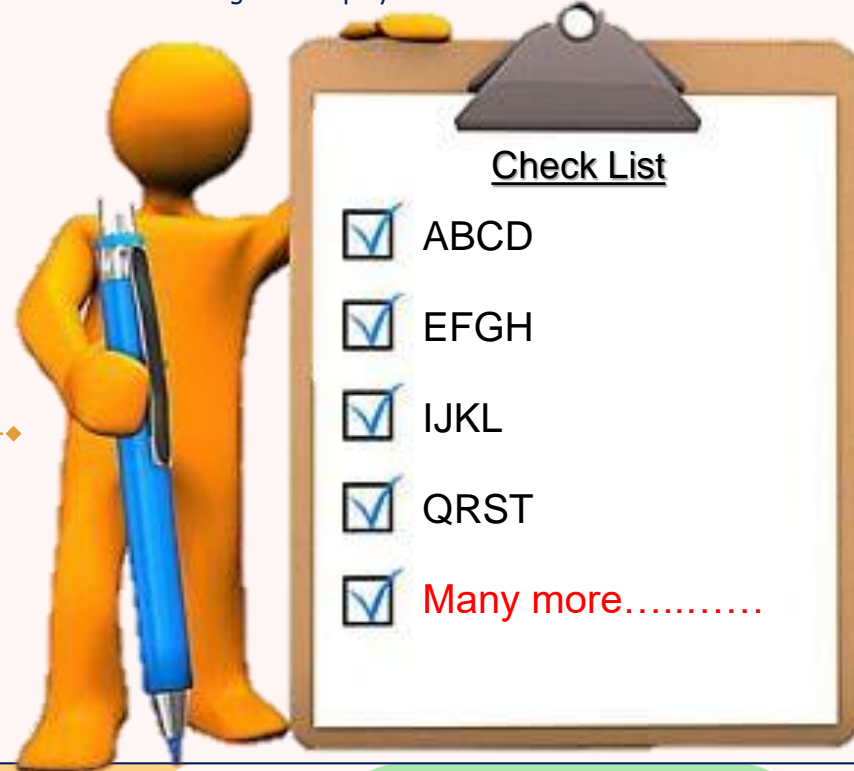 Check List
ABCD
EFGH
IJKL
QRST
Many more…..……